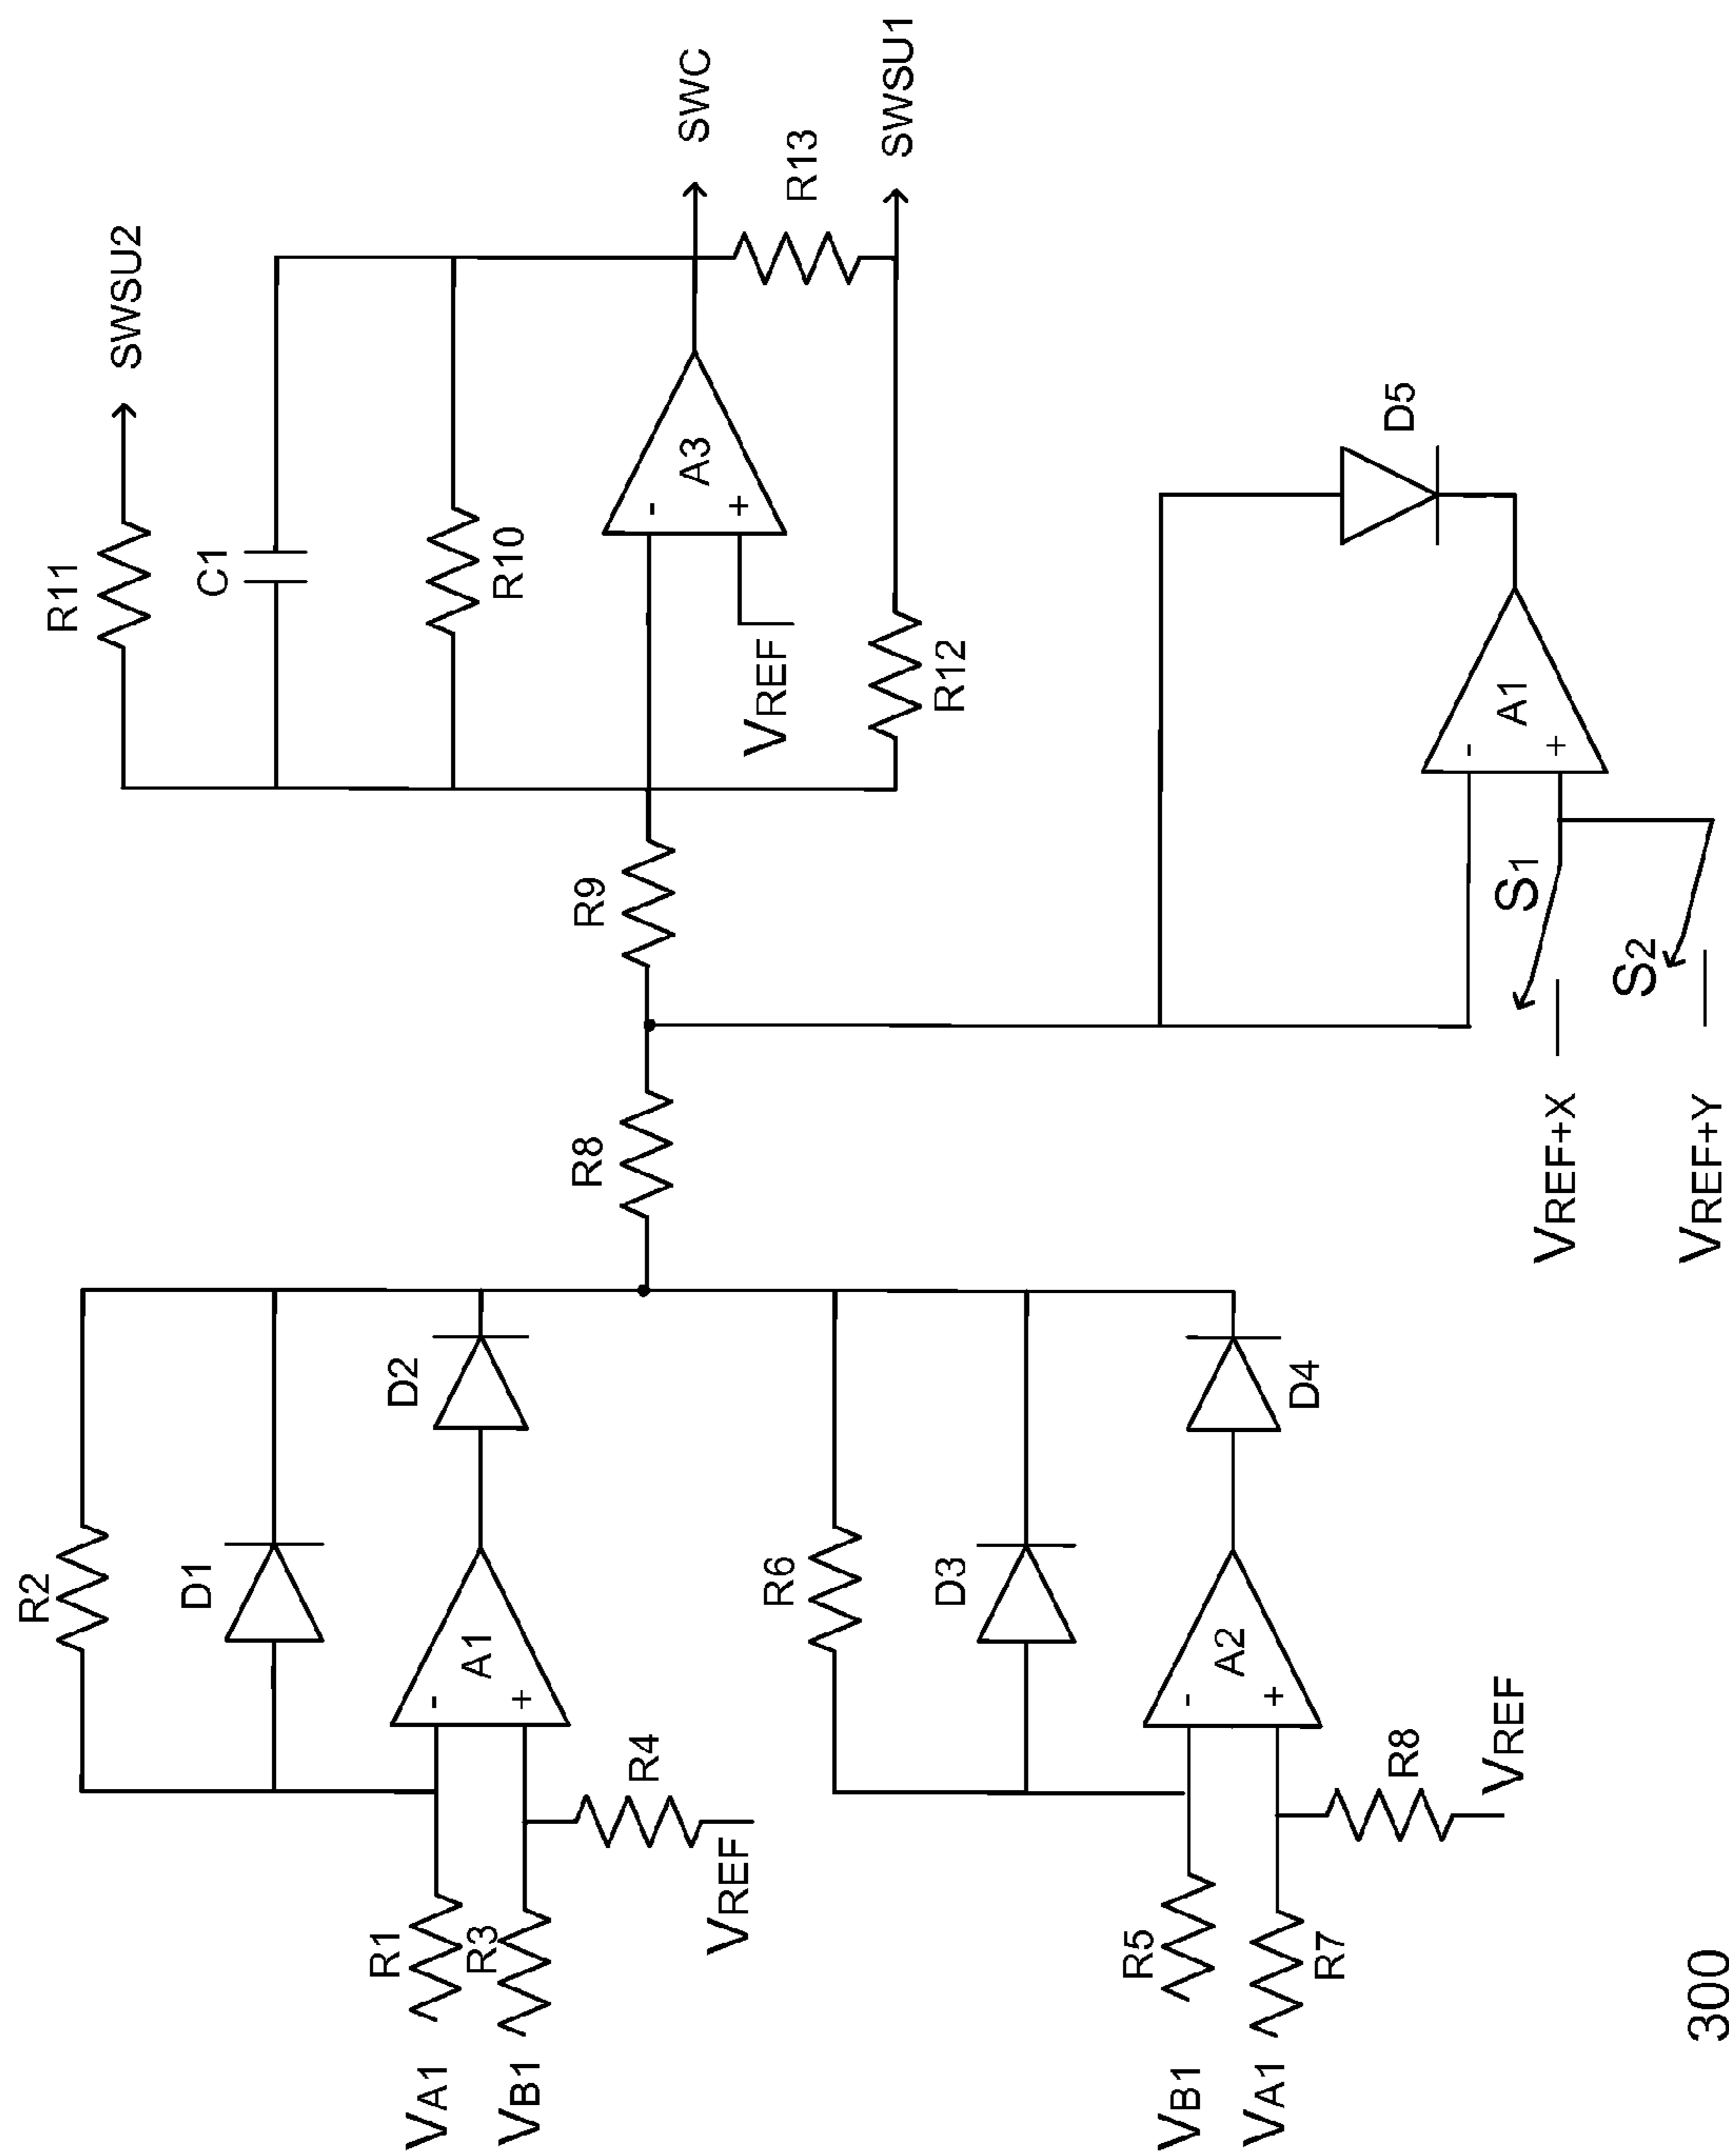 SWSU2
R11
C1
R10
SWC
R13
SWSU1
-
A3
+
VREF
R12
R9
R8
D5
-
A1
+
S1
S2
VREF+X
VREF+Y
R2
D1
D2
-
A1
+
R1
R3
R4
VREF
VA1
VB1
R6
D3
D4
-
A2
+
R5
R7
R8
VREF
VB1
VA1
300